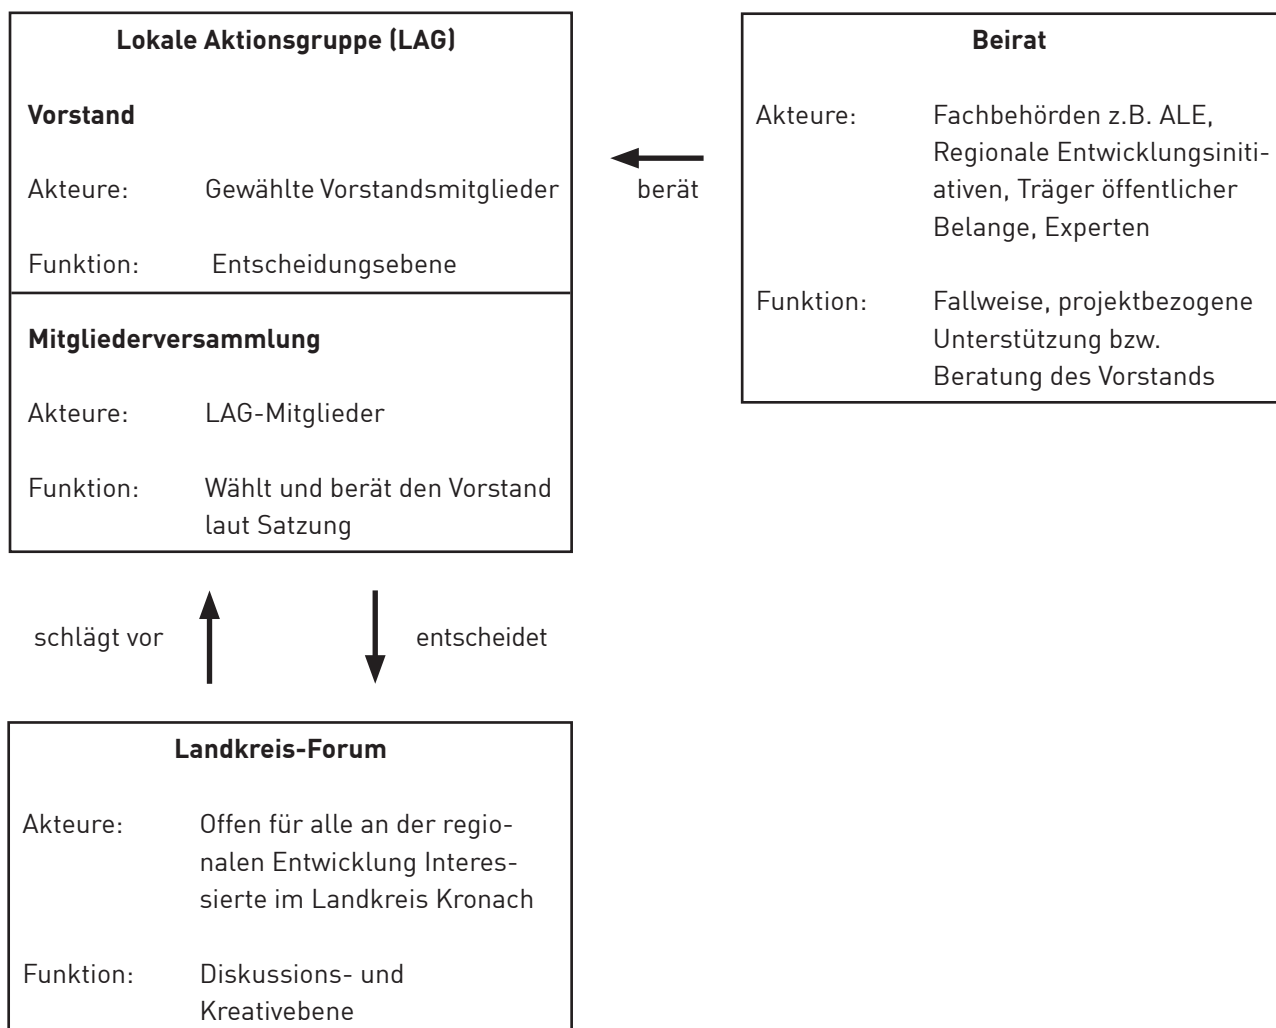 Lokale Aktionsgruppe (LAG)
Vorstand
Akteure: Gewählte Vorstandsmitglieder
Funktion: Entscheidungsebene
Mitgliederversammlung
Akteure: LAG-Mitglieder
Funktion: Wählt und berät den Vorstand
laut Satzung
berät
Beirat
Akteure: Fachbehörden z.B. ALE,
Regionale Entwicklungsiniti-
ativen, Träger öffentlicher
Belange, Experten
Funktion: Fallweise, projektbezogene
Unterstützung bzw.
Beratung des Vorstands
schlägt vor
entscheidet
Landkreis-Forum
Akteure: Offen für alle an der regio-
nalen Entwicklung Interes-
sierte im Landkreis Kronach
Funktion: Diskussions- und
Kreativebene